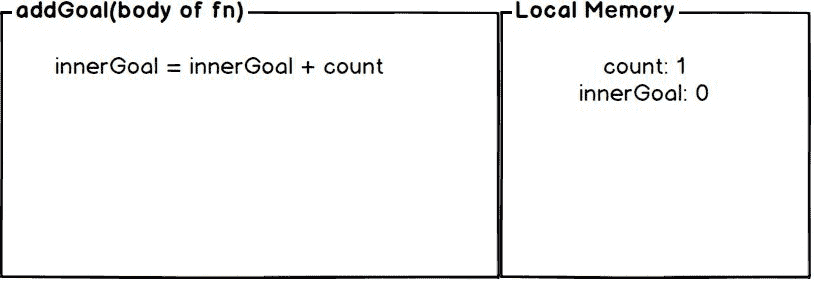 addGoal(body of fn)
innerGoal = innerGoal + count
Local Memory
count: 1
innerGoal: 0